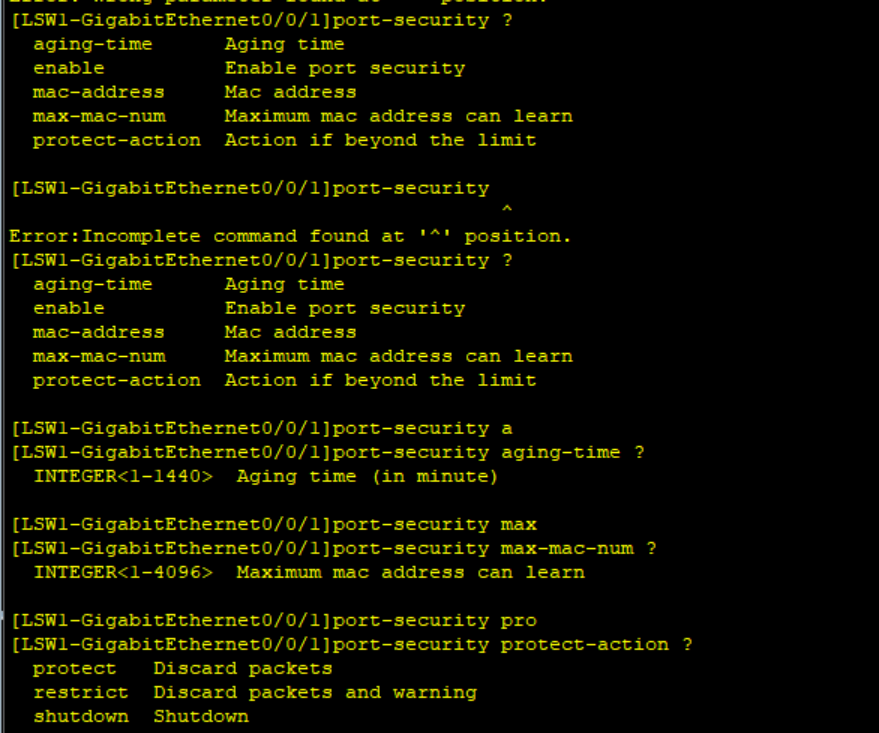 [LSW1-GigabitEthernet0/0/1]port-security ?
  aging-time      Aging time
  enable          Enable port security
  mac-address     Mac address
  max-mac-num     Maximum mac address can learn
  protect-action  Action if beyond the limit
[LSW1-GigabitEthernet0/0/1]port-security
                                         ^
Error:Incomplete command found at '^' position.
[LSW1-GigabitEthernet0/0/1]port-security ?
  aging-time      Aging time
  enable          Enable port security
  mac-address     Mac address
  max-mac-num     Maximum mac address can learn
  protect-action  Action if beyond the limit
[LSW1-GigabitEthernet0/0/1]port-security a
[LSW1-GigabitEthernet0/0/1]port-security aging-time ?
  INTEGER<1-1440>  Aging time (in minute)
[LSW1-GigabitEthernet0/0/1]port-security max
[LSW1-GigabitEthernet0/0/1]port-security max-mac-num ?
  INTEGER<1-4096>  Maximum mac address can learn
[LSW1-GigabitEthernet0/0/1]port-security pro
[LSW1-GigabitEthernet0/0/1]port-security protect-action ?
  protect   Discard packets
  restrict  Discard packets and warning
  shutdown  Shutdown